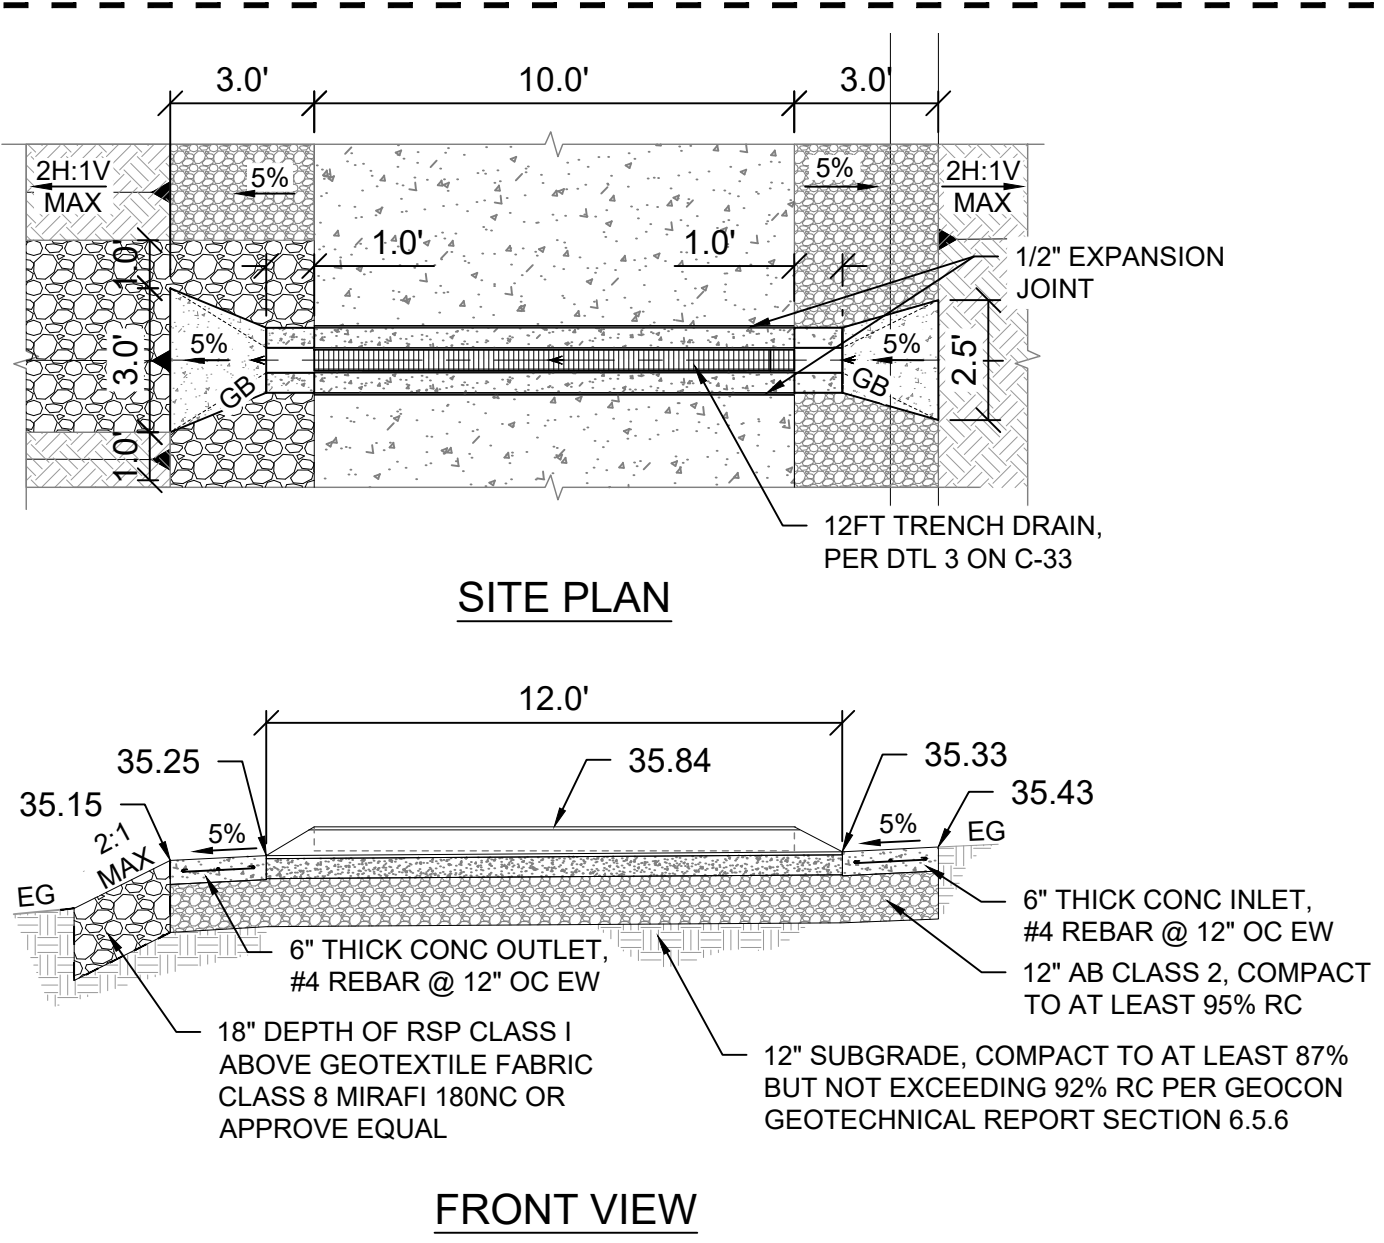 3.0' 10.0' 3.0'
2H:1V
MAX
5%
5%
2H:1V
MAX
1.0'
1.0'
1.0'
1/2" EXPANSION
JOINT
3.0'
5%
GB
5%
GB
2.5'
1.0'
12FT TRENCH DRAIN,
PER DTL 3 ON C-33
SITE PLAN
12.0'
35.25
35.84
35.33
35.15
35.43
2:1
MAX
5%
5%
EG
EG
6" THICK CONC OUTLET,
#4 REBAR @ 12" OC EW
6" THICK CONC INLET,
#4 REBAR @ 12" OC EW
12" AB CLASS 2, COMPACT
TO AT LEAST 95% RC
18" DEPTH OF RSP CLASS I
ABOVE GEOTEXTILE FABRIC
CLASS 8 MIRAFI 180NC OR
APPROVE EQUAL
12" SUBGRADE, COMPACT TO AT LEAST 87%
BUT NOT EXCEEDING 92% RC PER GEOCON
GEOTECHNICAL REPORT SECTION 6.5.6
FRONT VIEW